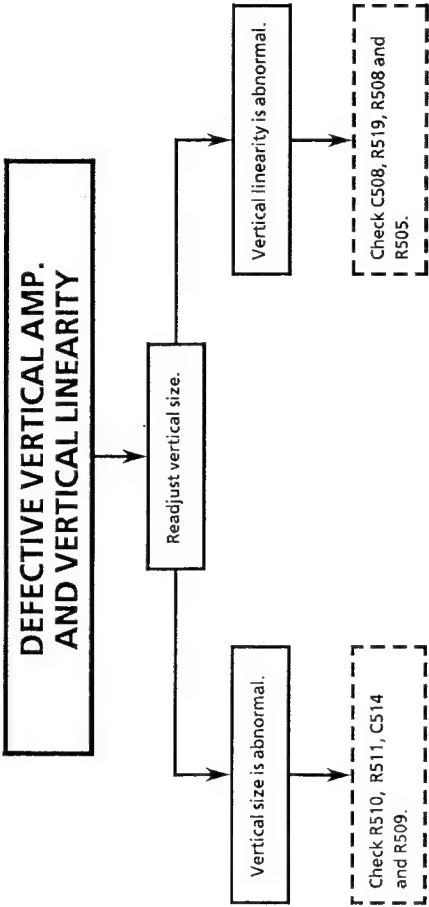 DEFECTIVE VERTICAL AMP.
AND VERTICAL LINEARITY
Readjust vertical size.
Vertical size is abnormal.
Check R510, R511, C514
and R509.
Vertical linearity is abnormal.
Check C508, R519, R508 and
R505.